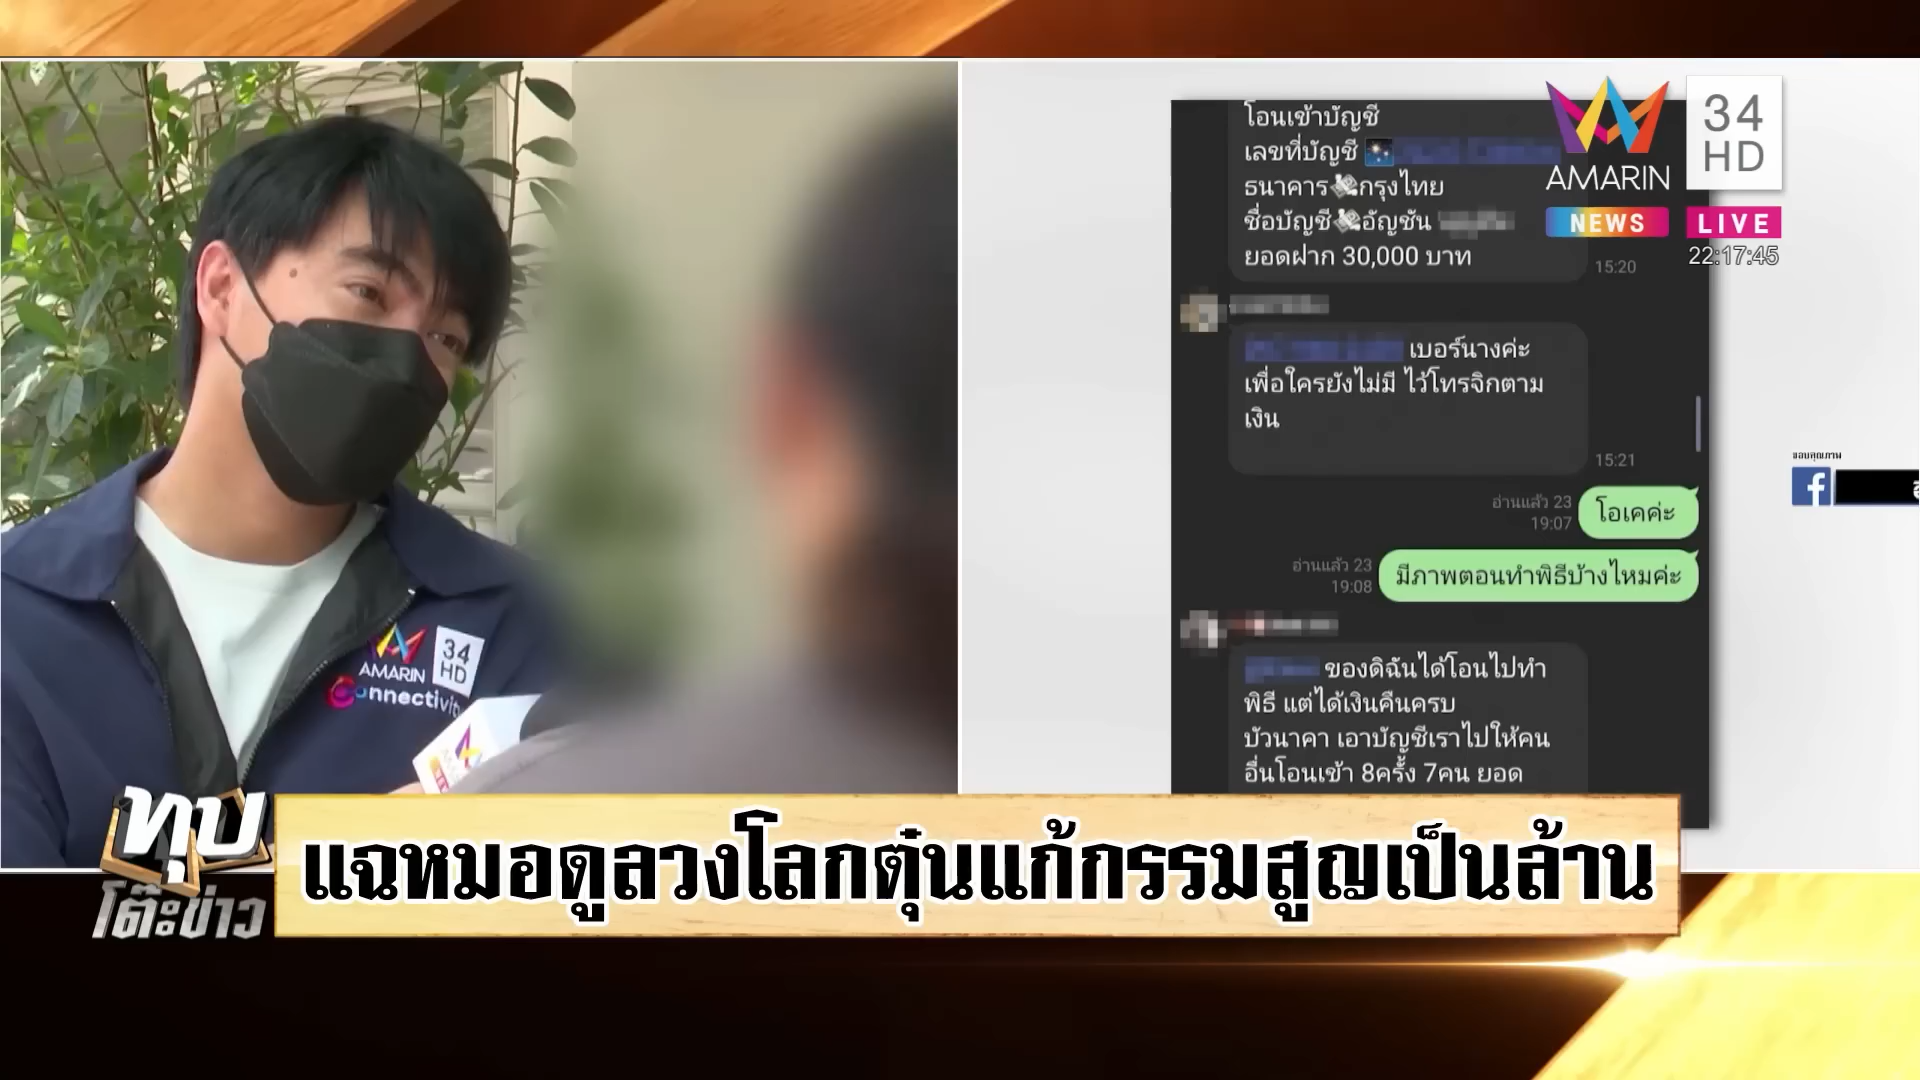 โอนเข้าบัญชี
เลขที่บัญชี
ธนาคาร กรุงไทย
ชื่อบัญชี อัญชัน
ยอดฝาก 30,000 บาท
15:20
เบอร์นางค่ะ
เพื่อใครยังไม่มี ไว้โทรจิกตาม
เงิน
15:21
อ่านแล้ว 23
19:07
โอเคค่ะ
อ่านแล้ว 23
19:08
มีภาพตอนทำพิธีบ้างไหมค่ะ
ของดิฉันได้โอนไปทำ
พิธี แต่ได้เงินคืนครบ
บัวนาคา เอาบัญชีเราไปให้คน
อื่นโอนเข้า 8ครั้ง 7คน ยอด
AMARIN
34
HD
NEWS
LIVE
22:17:45
ขอบคุณภาพ
f
AMARIN
34
HD
Connectivity
ทุบ
โต๊ะข่าว
แฉหมอดูลวงโลกตุ๋นแก้กรรมสูญเป็นล้าน